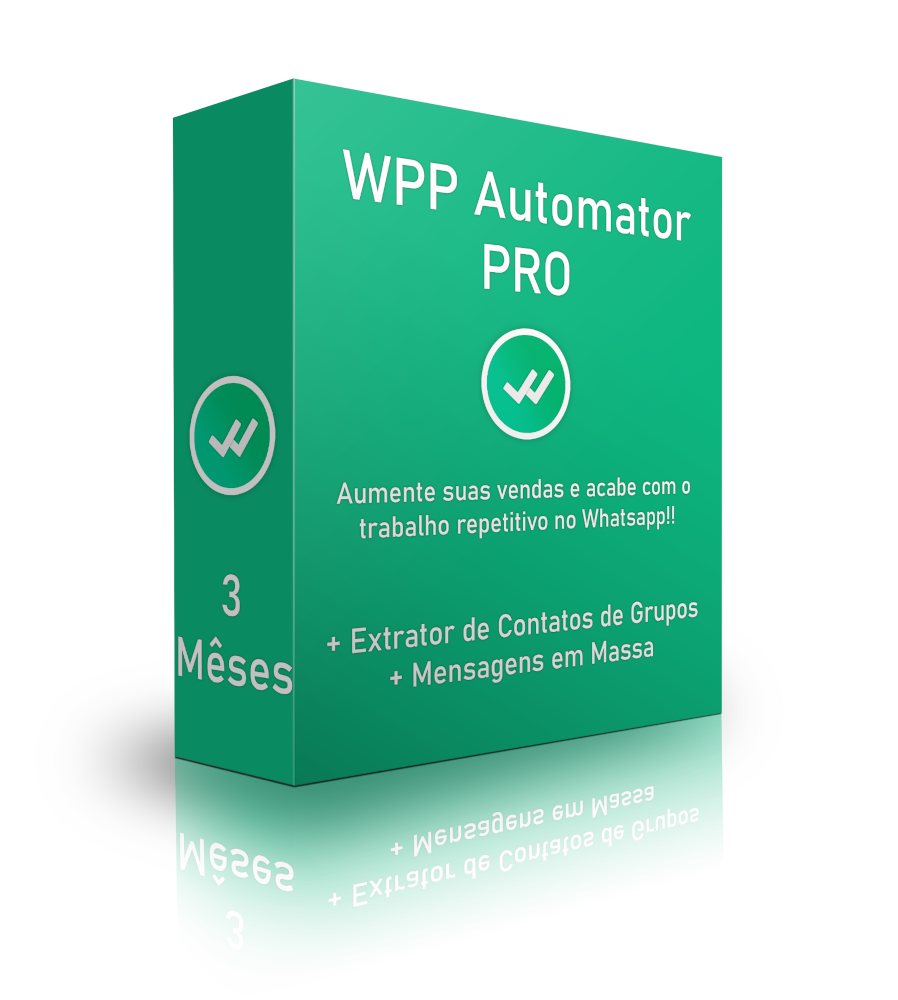 WPP Automator
PRO
Aumente suas vendas e acabe com o
trabalho repetitivo no Whatsapp!!
+ Extrator de Contatos de Grupos
+ Mensagens em Massa
3
Mêses